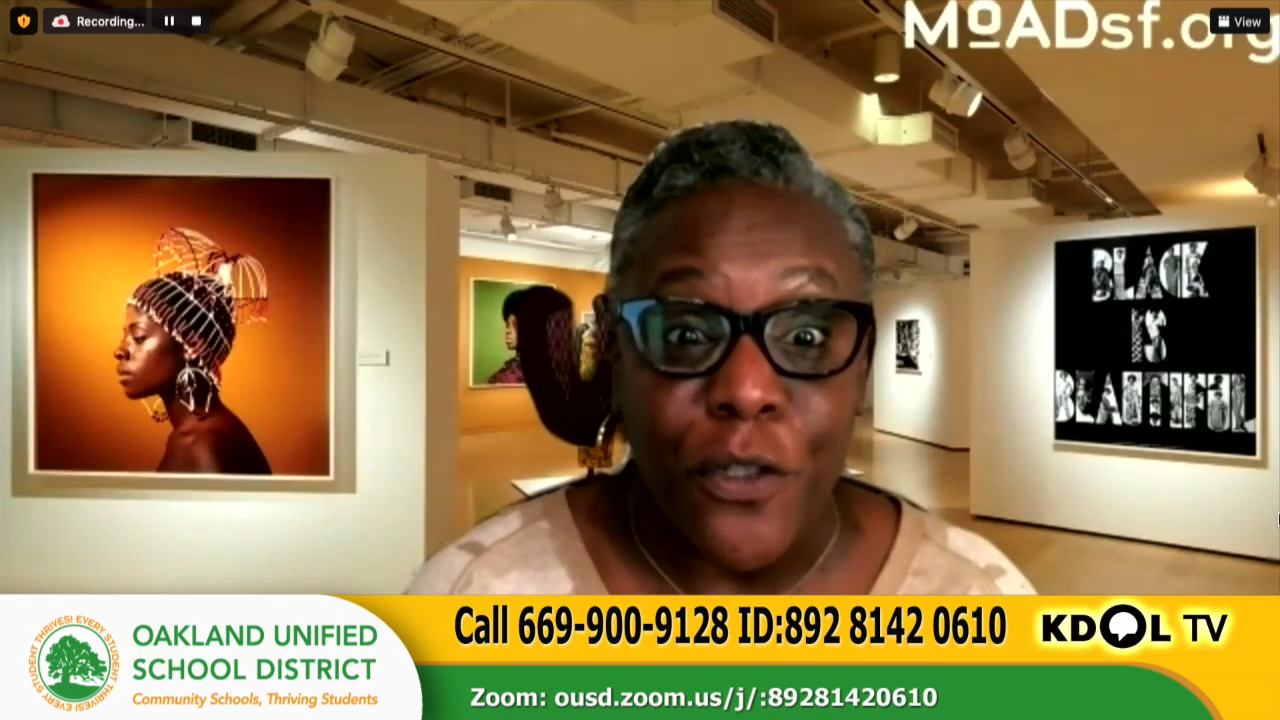 Recording...
View
MoADsf.org
BLACK
IS
BEAUTIFUL
THRIVES! EVERY STUDENT THRIVES! EVERY STUDENT
OAKLAND UNIFIED
SCHOOL DISTRICT
Community Schools, Thriving Students
Call 669-900-9128 ID:892 8142 0610
KDOL TV
Zoom: ousd.zoom.us/j/:89281420610